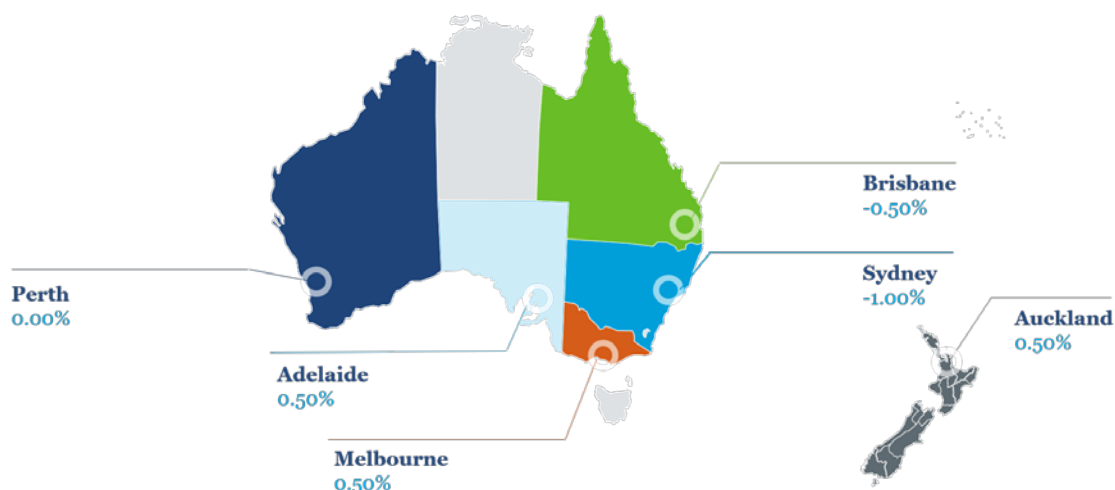 Brisbane
-0.50%
Sydney
-1.00%
Perth
0.00%
Auckland
0.50%
Adelaide
0.50%
Melbourne
0.50%